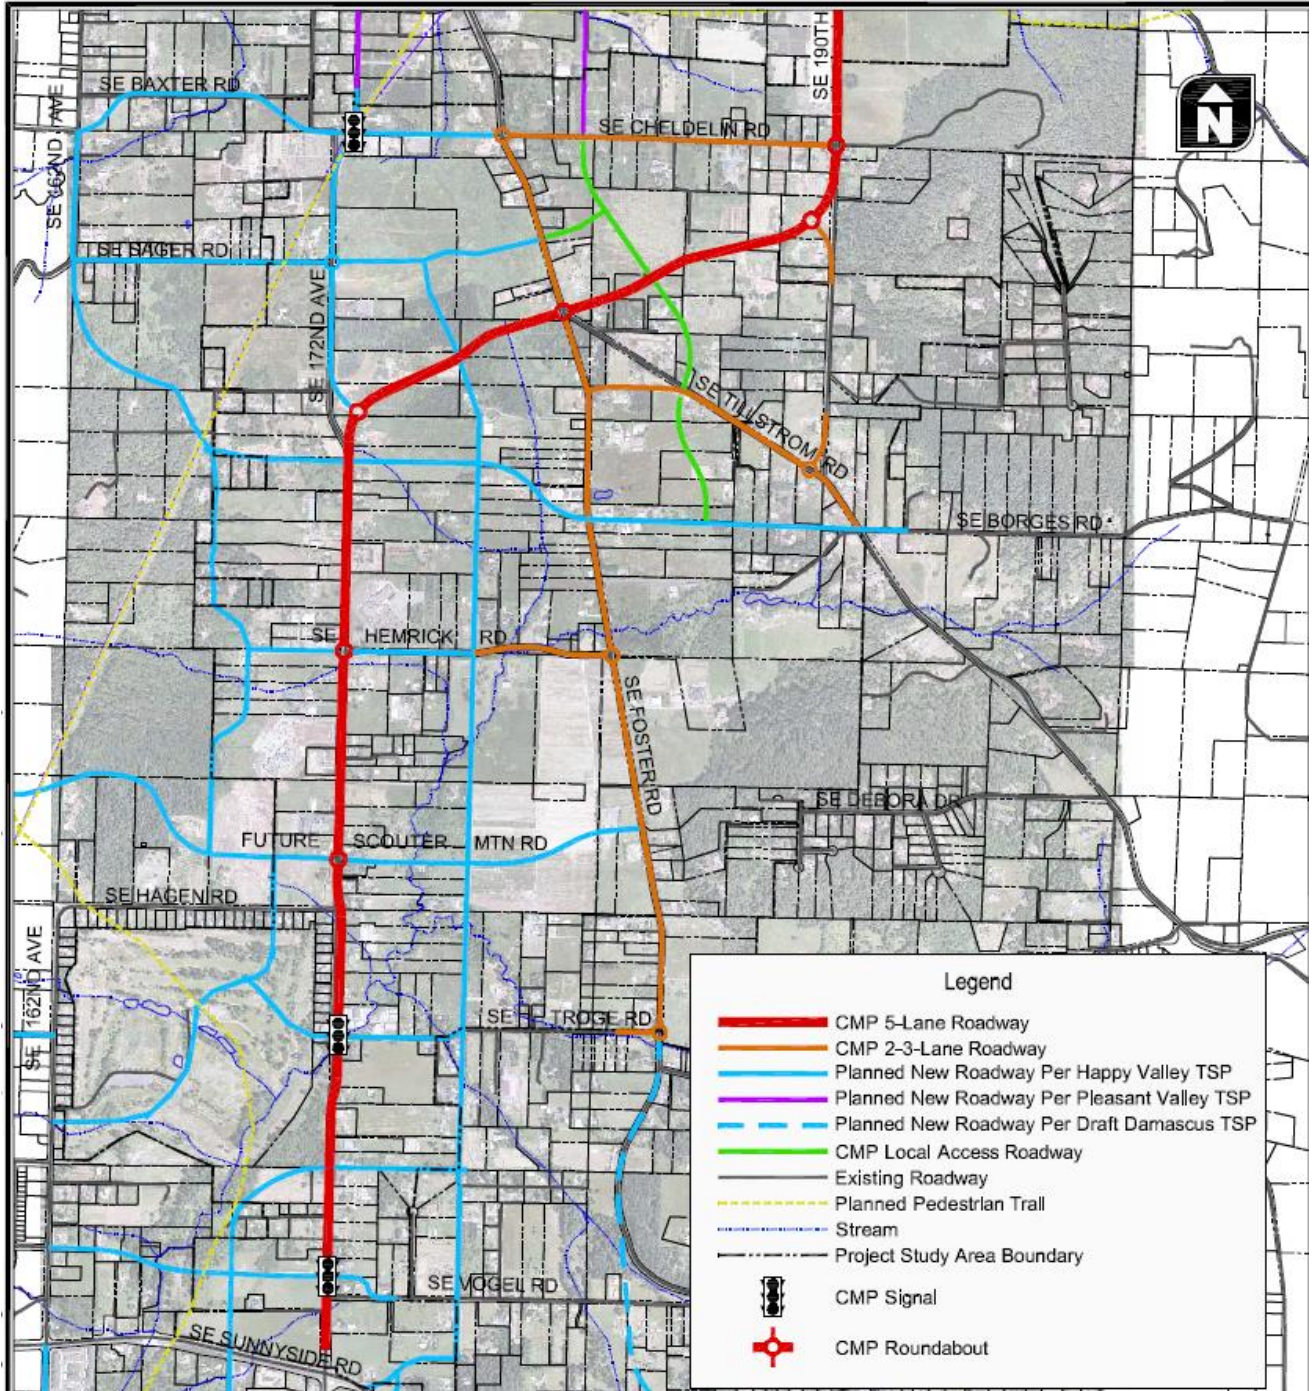 SE 190TH
SE BAXTER RD
SE 162ND AVE
SE CHELDELIN RD
N
SE SAGER RD
SE 172ND AVE
SE TILLSTROM RD
SE BORGES RD
SE HEMRICK RD
SE FOSTER RD
SE DEBORA DR
FUTURE SCOUTER MTN RD
SE HAGEN RD
SE 162ND AVE
SE TROGE RD
SE VOGEL RD
SE SUNNYSIDE RD
Legend
CMP 5-Lane Roadway
CMP 2-3-Lane Roadway
Planned New Roadway Per Happy Valley TSP
Planned New Roadway Per Pleasant Valley TSP
Planned New Roadway Per Draft Damascus TSP
CMP Local Access Roadway
Existing Roadway
Planned Pedestrian Trail
Stream
Project Study Area Boundary
CMP Signal
CMP Roundabout